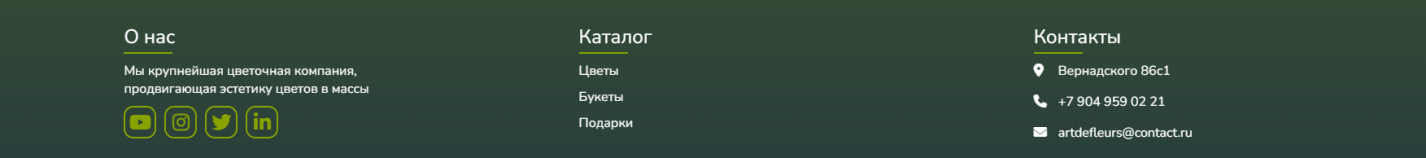 О нас
Мы крупнейшая цветочная компания,
продвигающая эстетику цветов в массы
Каталог
Цветы
Букеты
Подарки
Контакты
Вернадского 86с1
+7 904 959 02 21
artdefleurs@contact.ru